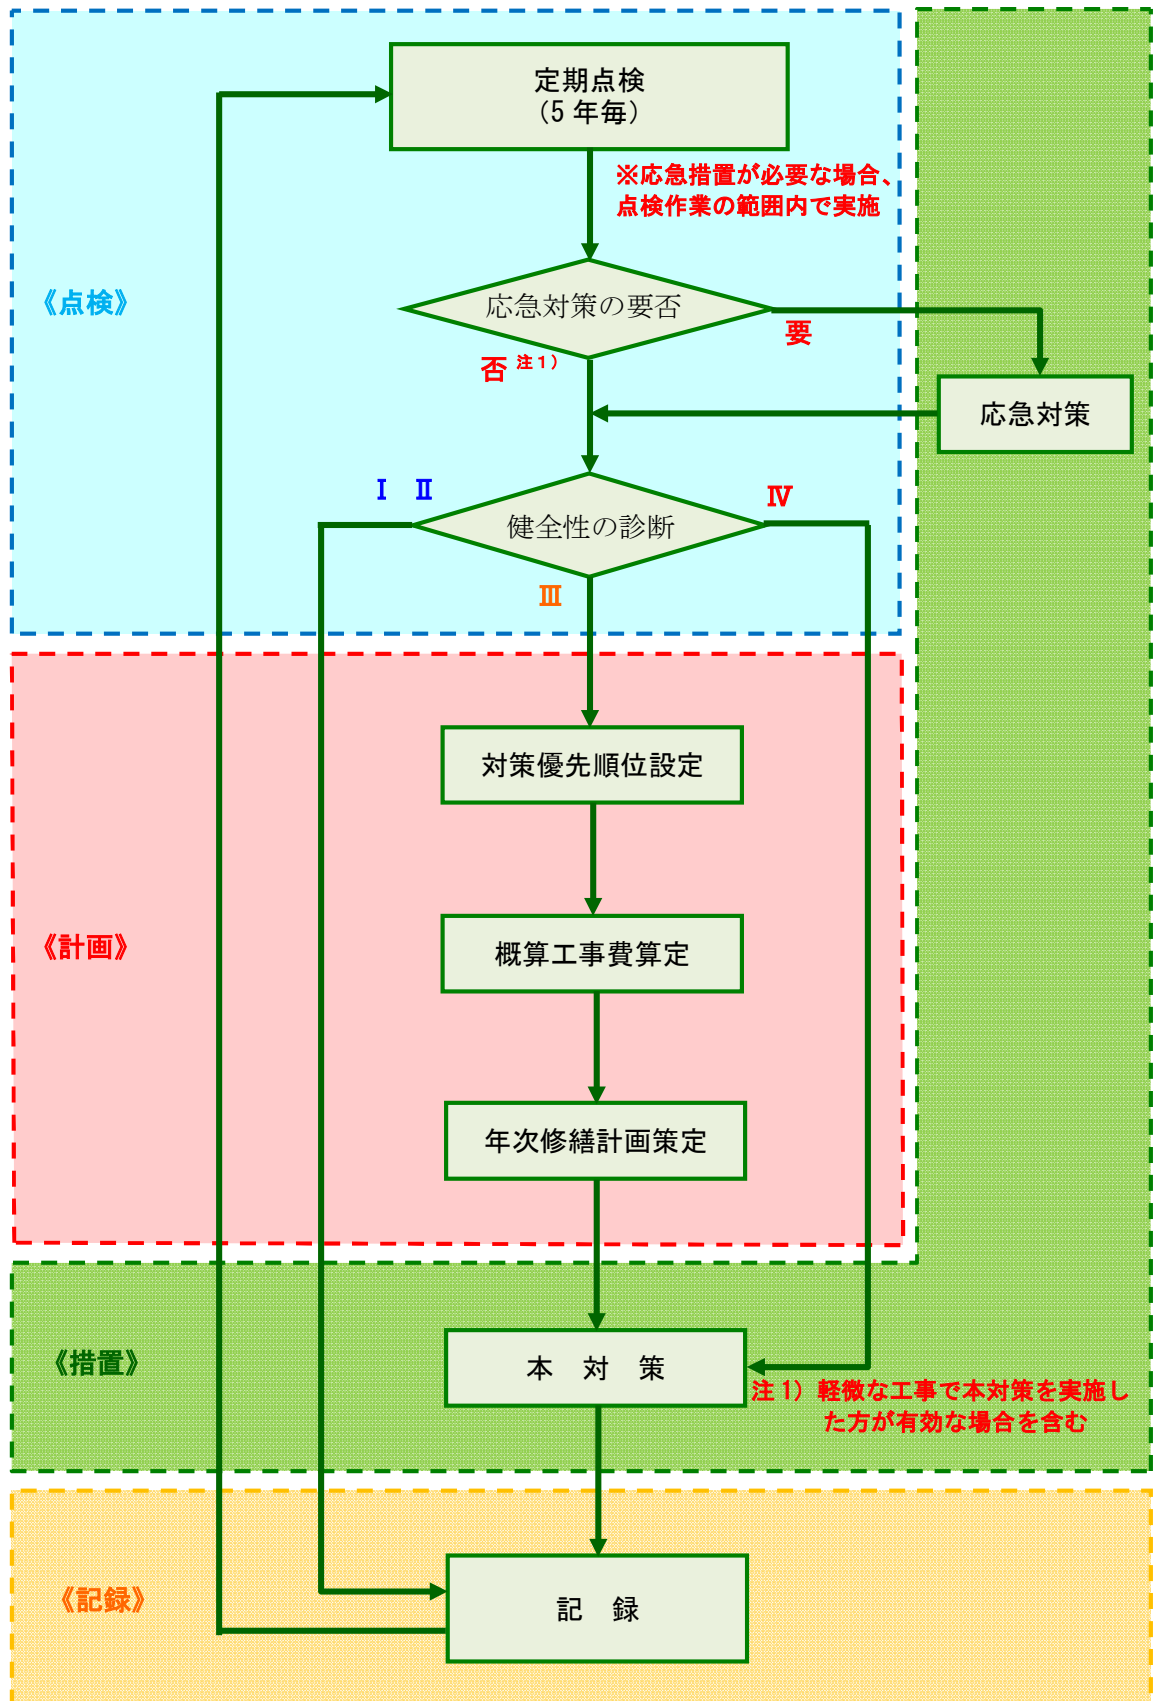 定期点検
（5 年毎）
※応急措置が必要な場合、
点検作業の範囲内で実施
《点検》
応急対策の要否
要
否 注1）
応急対策
Ⅰ Ⅱ
Ⅳ
健全性の診断
Ⅲ
対策優先順位設定
《計画》
概算工事費算定
年次修繕計画策定
《措置》
本 対 策
注1）軽微な工事で本対策を実施し
た方が有効な場合を含む
《記録》
記 録